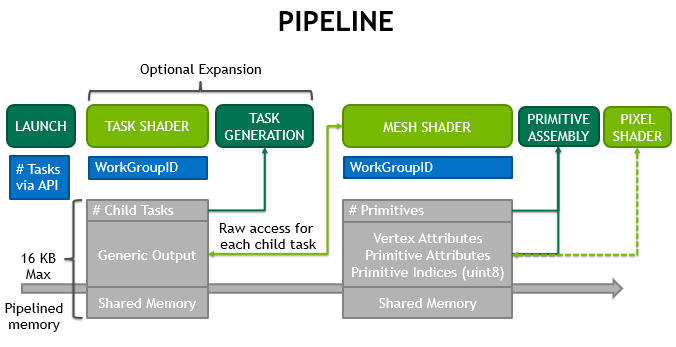 PIPELINE
Optional Expansion
LAUNCH
TASK SHADER
TASK
GENERATION
MESH SHADER
PRIMITIVE
ASSEMBLY
PIXEL
SHADER
# Tasks
via API
WorkGroupID
WorkGroupID
# Child Tasks
Generic Output
Shared Memory
Raw access for
each child task
# Primitives
Vertex Attributes
Primitive Attributes
Primitive Indices (uint8)
Shared Memory
16 KB
Max
Pipelined
memory